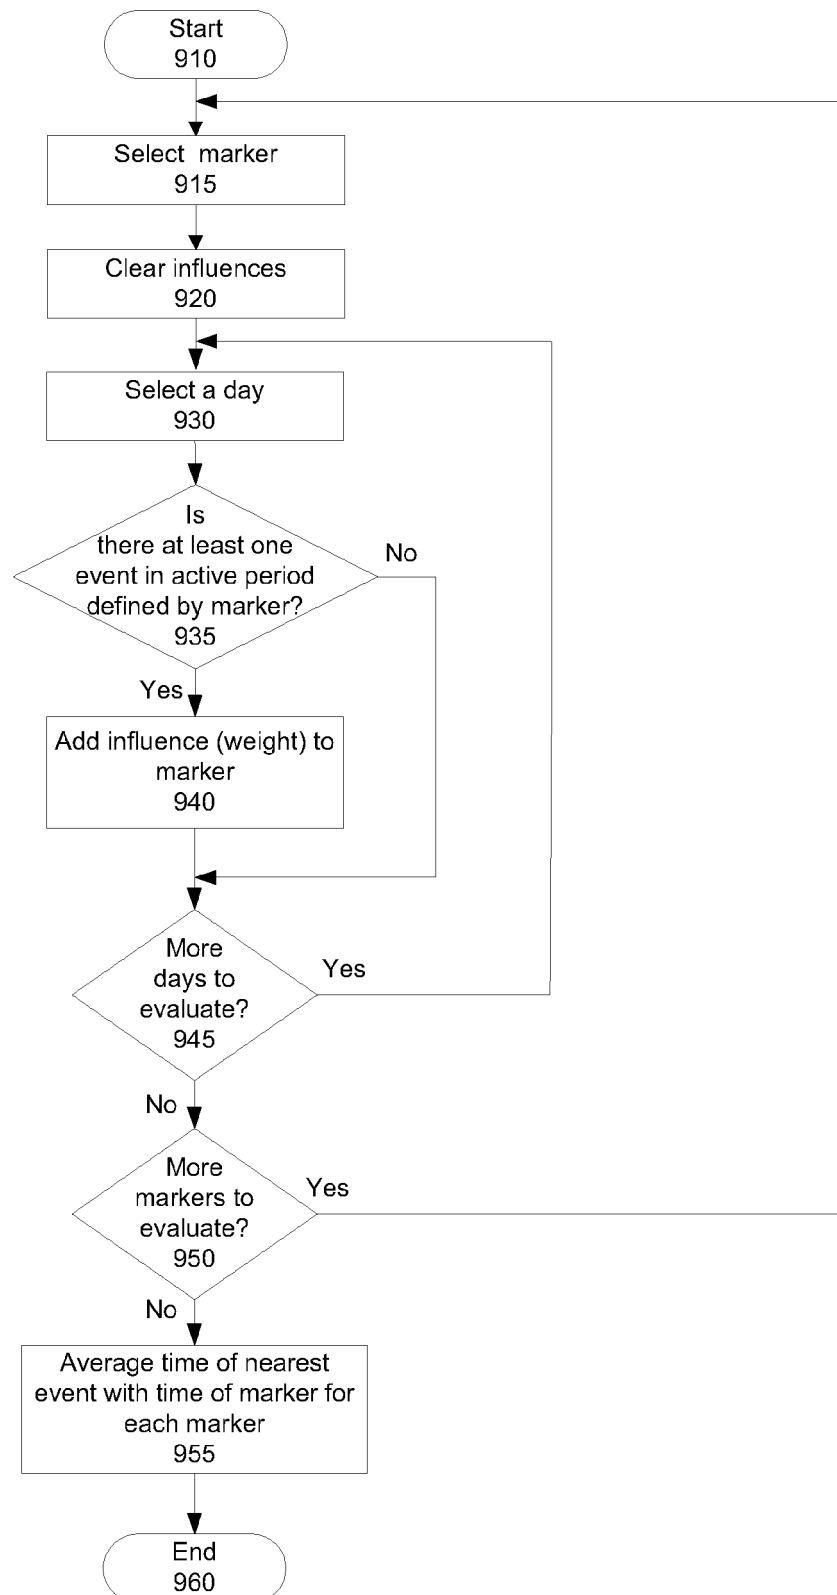 Start
910
Select marker
915
Clear influences
920
Select a day
930
Is
there at least one
event in active period
defined by marker?
935
No
Yes
Add influence (weight) to
marker
940
More
days to
evaluate?
945
Yes
No
More
markers to
evaluate?
950
Yes
No
Average time of nearest
event with time of marker for
each marker
955
End
960